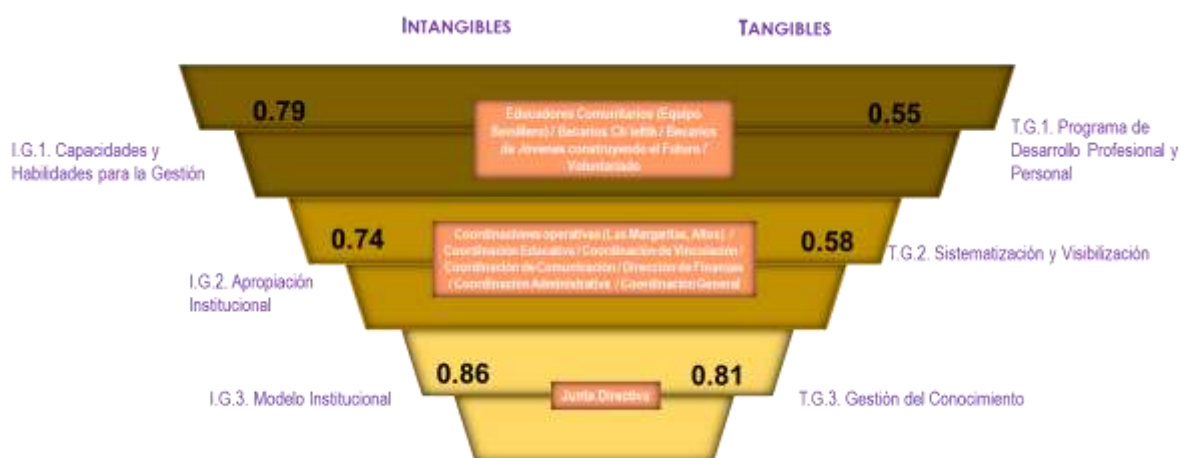 INTANGIBLES TANGIBLES
0.79 0.55
Educadores Comunitarios (Equipo
Semillero) / Becarios Ch'ieltik / Becarios
de Jóvenes construyendo el Futuro /
Voluntariado
I.G.1. Capacidades y
Habilidades para la Gestión
T.G.1. Programa de
Desarrollo Profesional y
Personal
0.74 0.58
Coordinaciones operativas (Las Margaritas, Altos) /
Coordinación Educativa / Coordinación de Vinculación /
Coordinación de Comunicación / Dirección de Finanzas
/ Coordinación Administrativa / Coordinación General
I.G.2. Apropiación
Institucional
T.G.2. Sistematización y Visibilización
0.86 0.81
Junta Directiva
I.G.3. Modelo Institucional
T.G.3. Gestión del Conocimiento